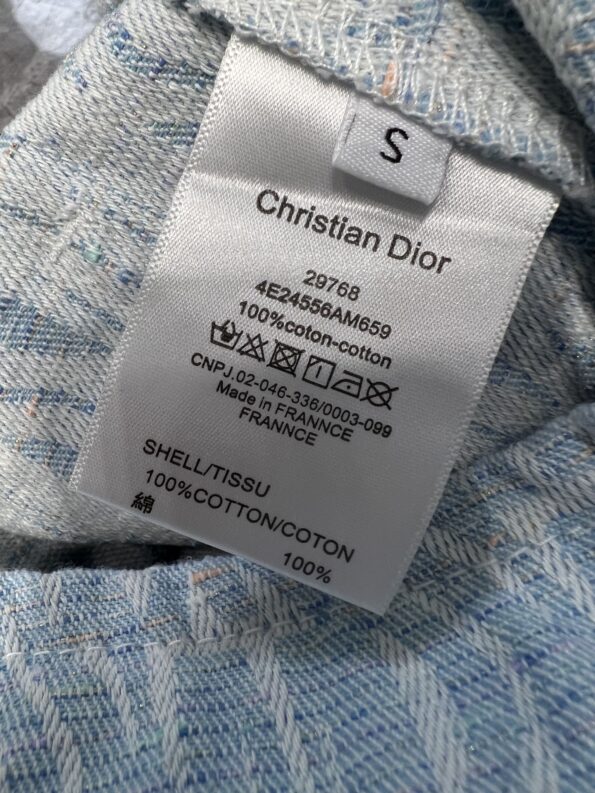 S
Christian Dior
29768
4E24556AM659
100%coton-cotton
CNPJ.02-046-336/0003-099
Made in FRANNCE
FRANNCE
SHELL/TISSU
100%COTTON/COTON
綿
100%